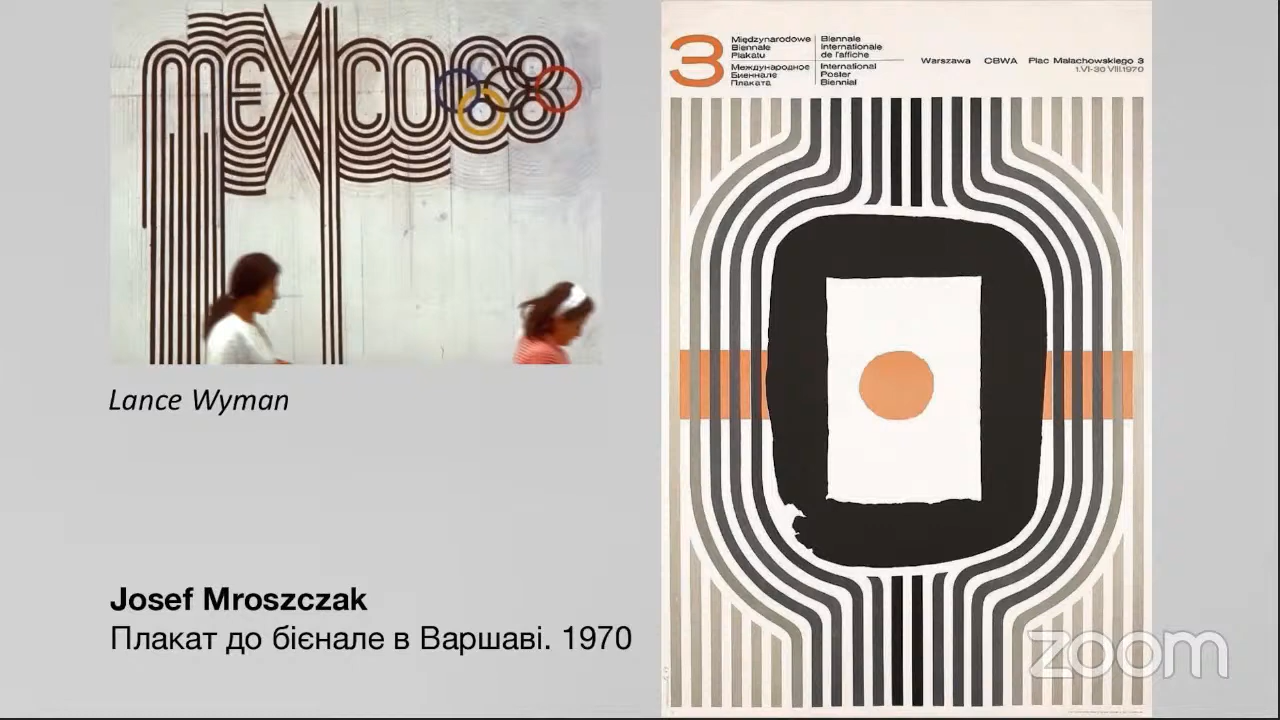 MEXICO68
Lance Wyman
Josef Mroszczak
Плакат до бієнале в Варшаві. 1970
3
Międzynarodowe
Biennale
Plakatu
Biennale
Internationale
de l'affiche
Международное
Биеннале
Плаката
International
Poster
Biennial
Warszawa CBWA Plac Małachowskiego 3
1.VI-30 VIII.1970
zoom